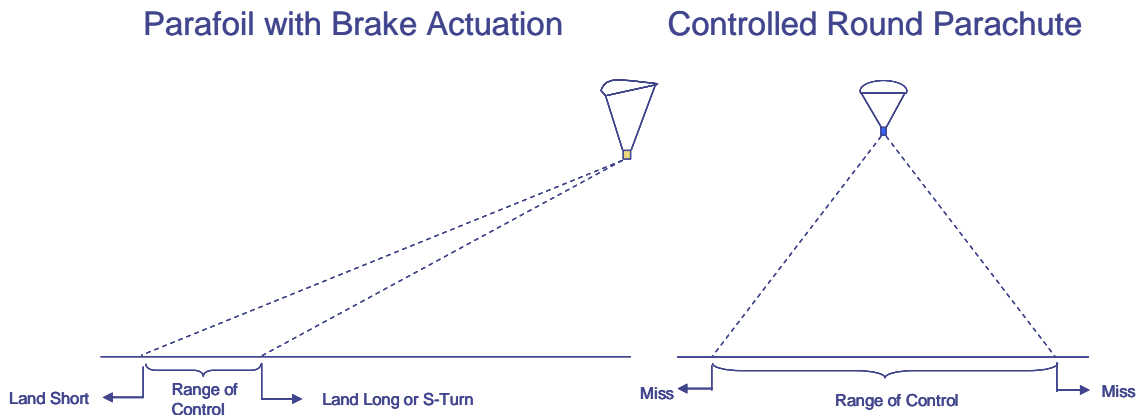 Parafoil with Brake Actuation
Controlled Round Parachute
Land Short
Range of
Control
Land Long or S-Turn
Miss
Range of Control
Miss